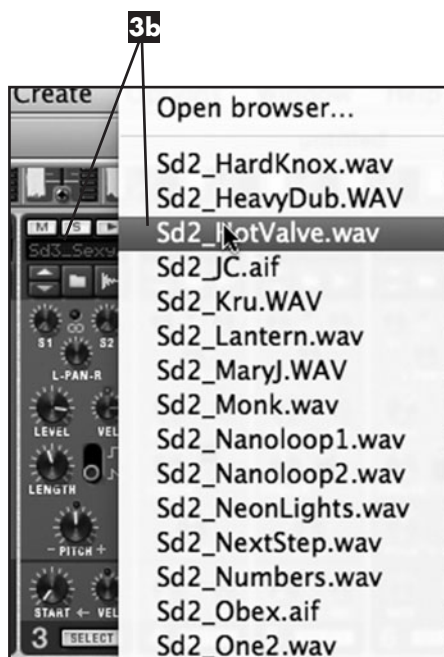 3b
Create
Open browser...
Sd2_HardKnox.wav
Sd2_HeavyDub.WAV
M S
Sd2_HotValve.wav
Sd2_JC.aif
Sd2_Kru.WAV
S1 S2
Sd2_Lantern.wav
L-PAN-R
Sd2_MaryJ.WAV
Sd2_Monk.wav
LEVEL VEL
Sd2_Nanoloop1.wav
Sd2_Nanoloop2.wav
LENGTH
Sd2_NeonLights.wav
- PITCH +
Sd2_NextStep.wav
Sd2_Numbers.wav
START ← VEL
Sd2_Obex.aif
3 SELECT
Sd2_One2.wav